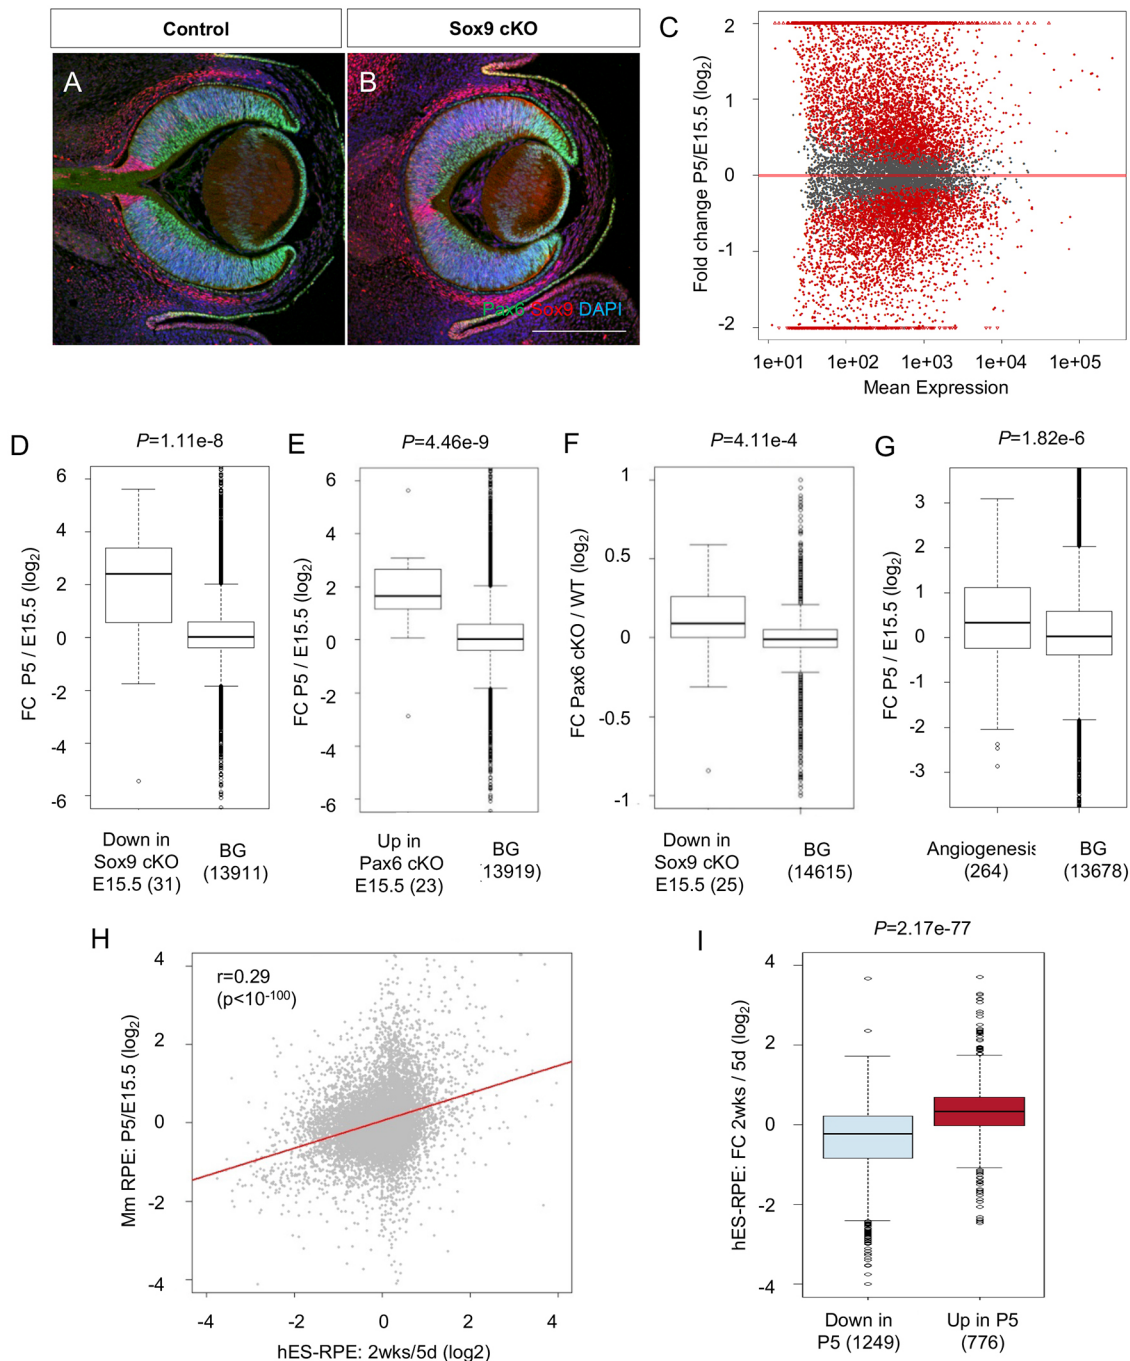 Control
Sox9 cKO
A
B
Pax6 Sox9 DAPI
C
Fold change P5/E15.5 (log2)
2
1
0
-1
-2
1e+01 1e+02 1e+03 1e+04 1e+05
Mean Expression
D
P=1.11e-8
FC P5 / E15.5 (log2)
6
4
2
0
-2
-4
-6
Down in
Sox9 cKO
E15.5 (31)
BG
(13911)
E
P=4.46e-9
FC P5 / E15.5 (log2)
6
4
2
0
-2
-4
-6
Up in
Pax6 cKO
E15.5 (23)
BG
13919)
F
P=4.11e-4
FC Pax6 cKO / WT (log2)
1
0.5
0
-0.5
-1
Down in
Sox9 cKO
E15.5 (25)
BG
(14615)
G
P=1.82e-6
FC P5 / E15.5 (log2)
3
2
1
0
-1
-2
-3
Angiogenesis
(264)
BG
(13678)
H
r=0.29
(p<10-100)
Mm RPE: P5/E15.5 (log2)
4
2
0
-2
-4
-4 -2 0 2 4
hES-RPE: 2wks/5d (log2)
I
P=2.17e-77
hES-RPE: FC 2wks / 5d (log2)
4
2
0
-2
-4
Down in
P5 (1249)
Up in P5
(776)